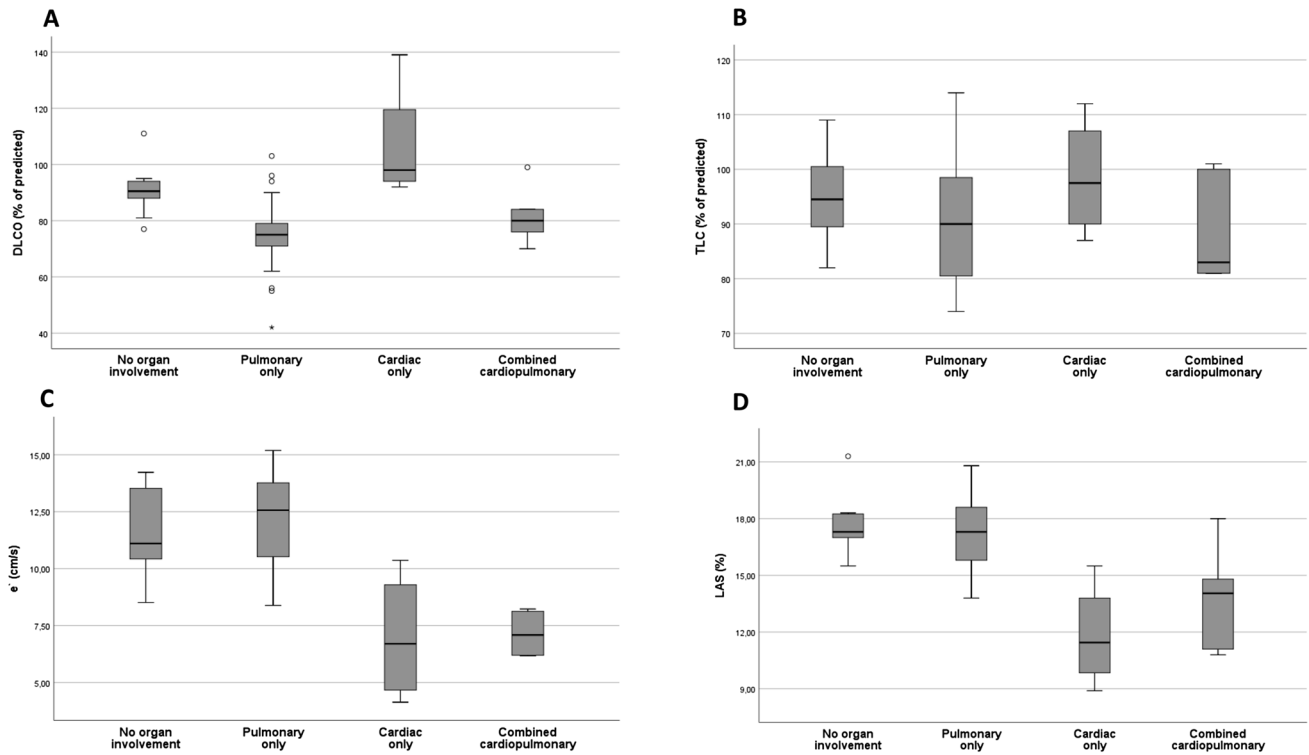 A
DLCO (% of predicted)
140
120
100
80
60
40
No organ
involvement
Pulmonary
only
Cardiac
only
Combined
cardiopulmonary
B
TLC (% of predicted)
120
110
100
90
80
70
No organ
involvement
Pulmonary
only
Cardiac
only
Combined
cardiopulmonary
C
e` (cm/s)
15,00
12,50
10,00
7,50
5,00
No organ
involvement
Pulmonary
only
Cardiac
only
Combined
cardiopulmonary
D
LAS (%)
21,00
18,00
15,00
12,00
9,00
No organ
involvement
Pulmonary
only
Cardiac
only
Combined
cardiopulmonary